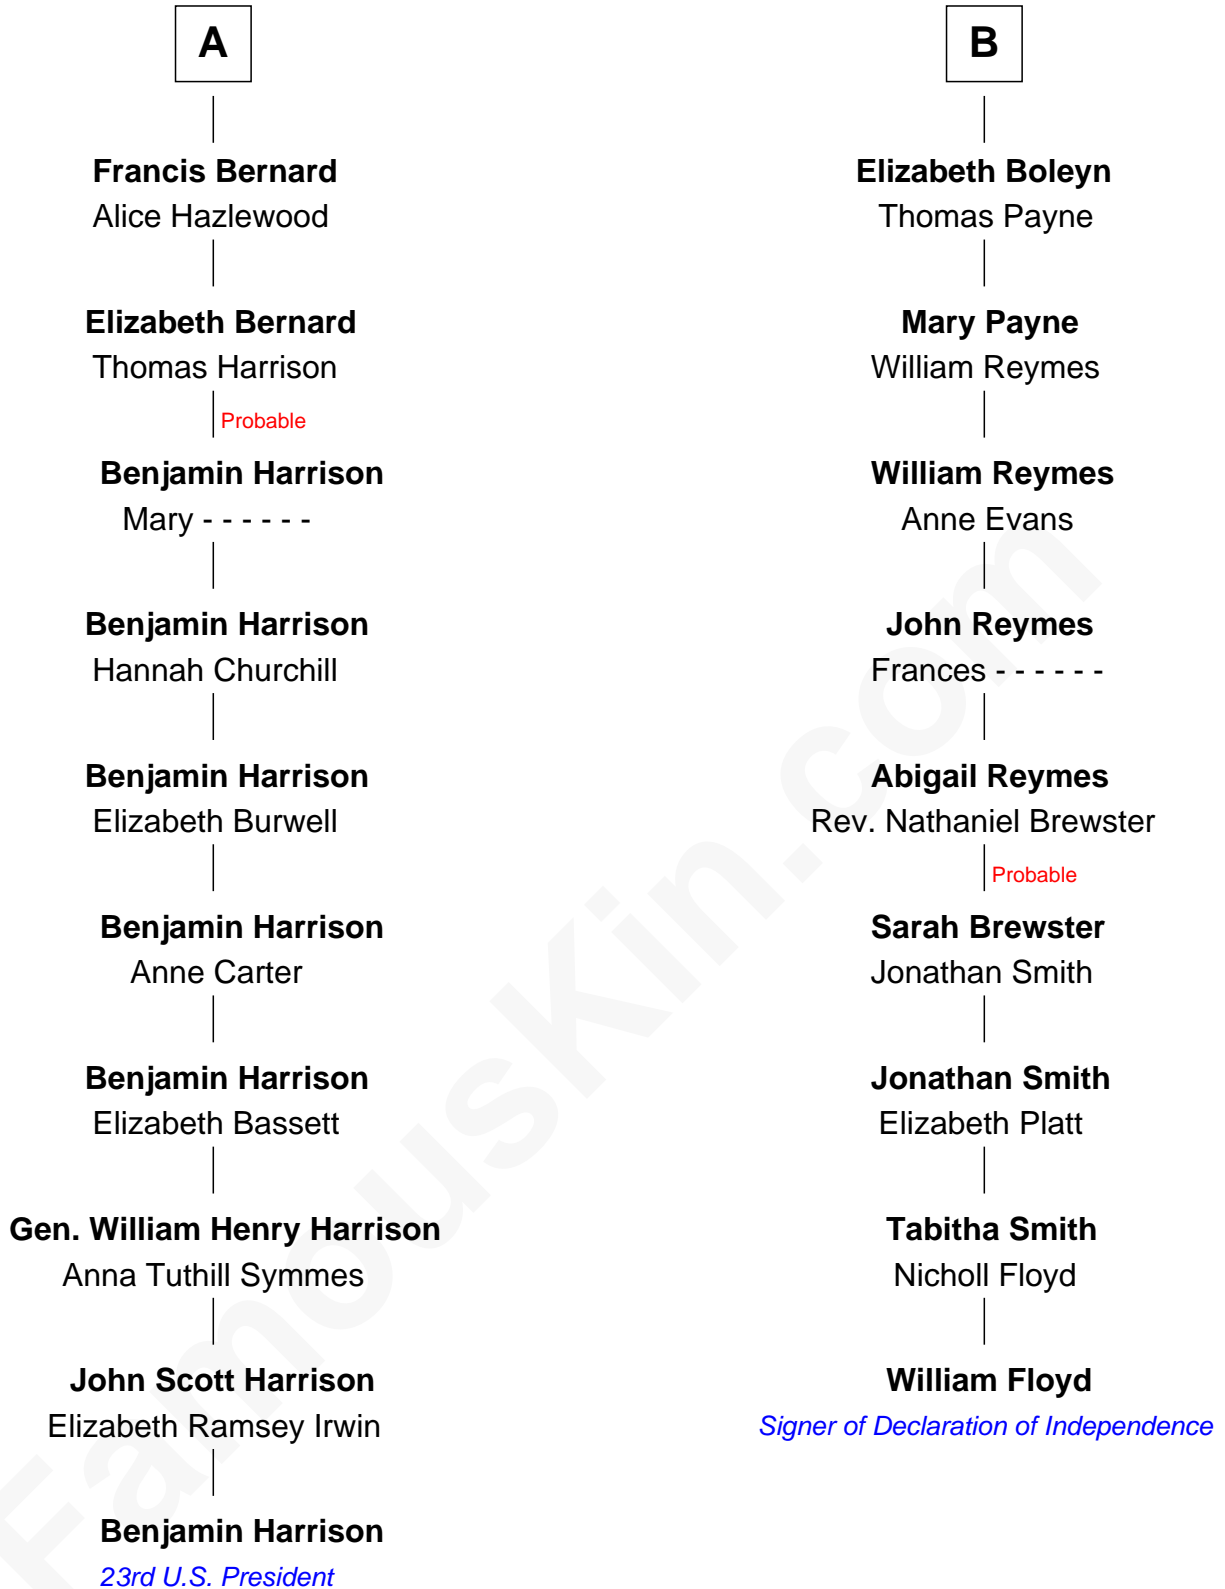 A
Francis Bernard
Alice Hazlewood
Elizabeth Bernard
Thomas Harrison
Probable
Benjamin Harrison
Mary - - - - - -
Benjamin Harrison
Hannah Churchill
Benjamin Harrison
Elizabeth Burwell
Benjamin Harrison
Anne Carter
Benjamin Harrison
Elizabeth Bassett
Gen. William Henry Harrison
Anna Tuthill Symmes
John Scott Harrison
Elizabeth Ramsey Irwin
Benjamin Harrison
23rd U.S. President
B
Elizabeth Boleyn
Thomas Payne
Mary Payne
William Reymes
William Reymes
Anne Evans
John Reymes
Frances - - - - - -
Abigail Reymes
Rev. Nathaniel Brewster
Probable
Sarah Brewster
Jonathan Smith
Jonathan Smith
Elizabeth Platt
Tabitha Smith
Nicholl Floyd
William Floyd
Signer of Declaration of Independence
FamousKin.com